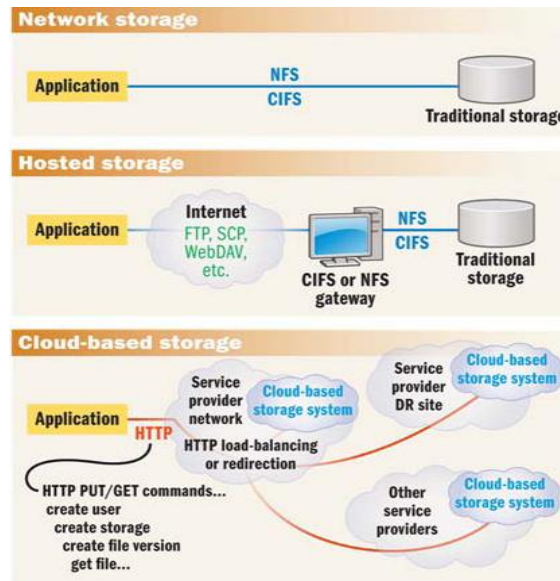 Network storage
Application
NFS
CIFS
Traditional storage
Hosted storage
Application
Internet
FTP, SCP,
WebDAV,
etc.
CIFS or NFS
gateway
NFS
CIFS
Traditional
storage
Cloud-based storage
Application
HTTP
Service
provider
network
Cloud-based
storage system
HTTP load-balancing
or redirection
Service
provider
DR site
Cloud-based
storage system
HTTP PUT/GET commands...
create user
create storage
create file version
get file...
Other
service
providers
Cloud-based
storage system